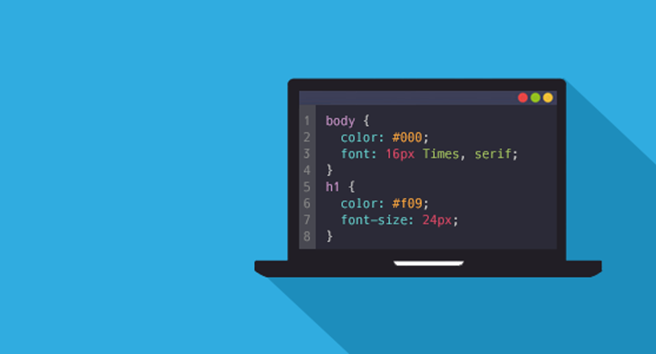 1 body {
2 color: #000;
3 font: 16px Times, serif;
4 }
5 h1 {
6 color: #f09;
7 font-size: 24px;
8 }